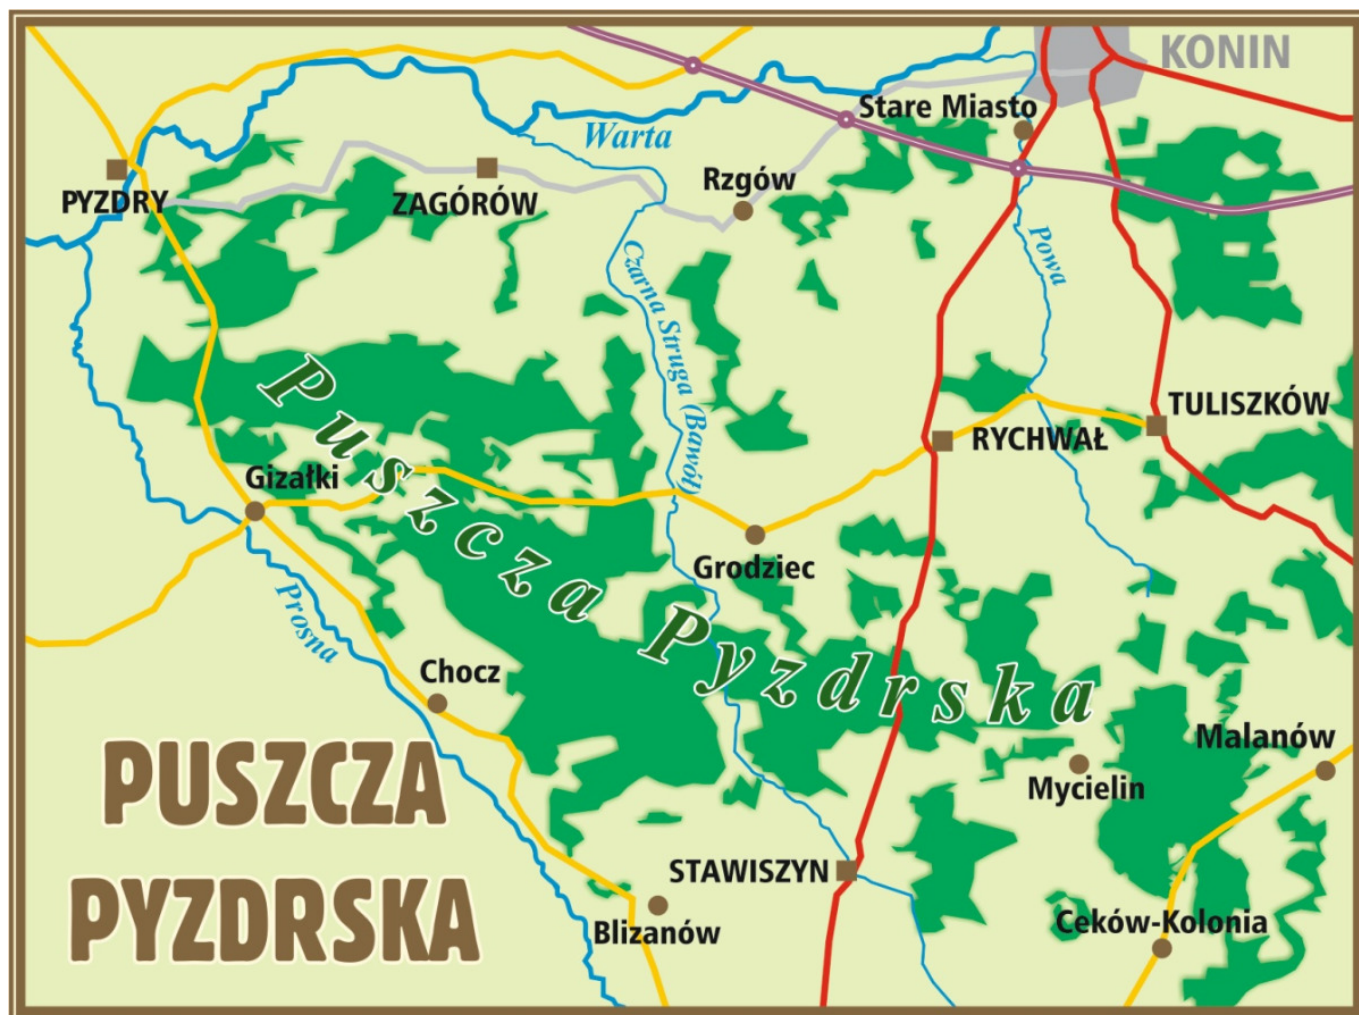 KONIN
Stare Miasto
Warta
Rzgów
PYZDRY
ZAGÓRÓW
Powa
Czarna Struga (Bawół)
Puszcza Pyzdrska
TULISZKÓW
RYCHWAŁ
Gizałki
Grodziec
Prosna
Chocz
Malanów
Mycielin
PUSZCZA
PYZDRSKA
STAWISZYN
Blizanów
Ceków-Kolonia